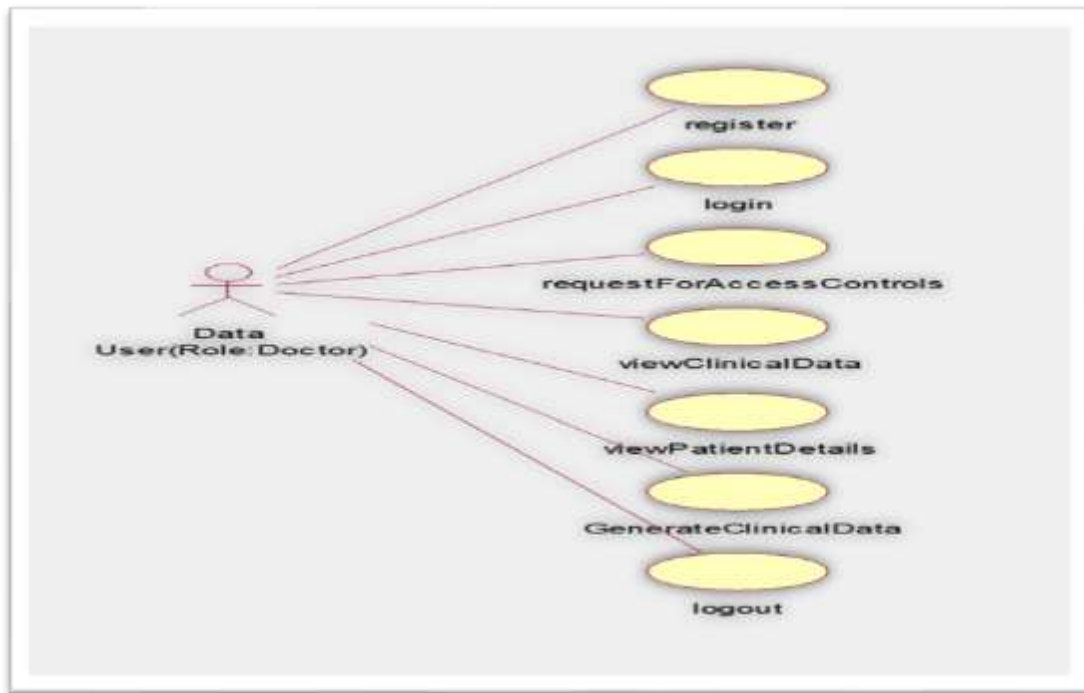 register
login
requestForAccessControls
Data
User(Role:Doctor)
viewClinicalData
viewPatientDetails
GenerateClinicalData
logout